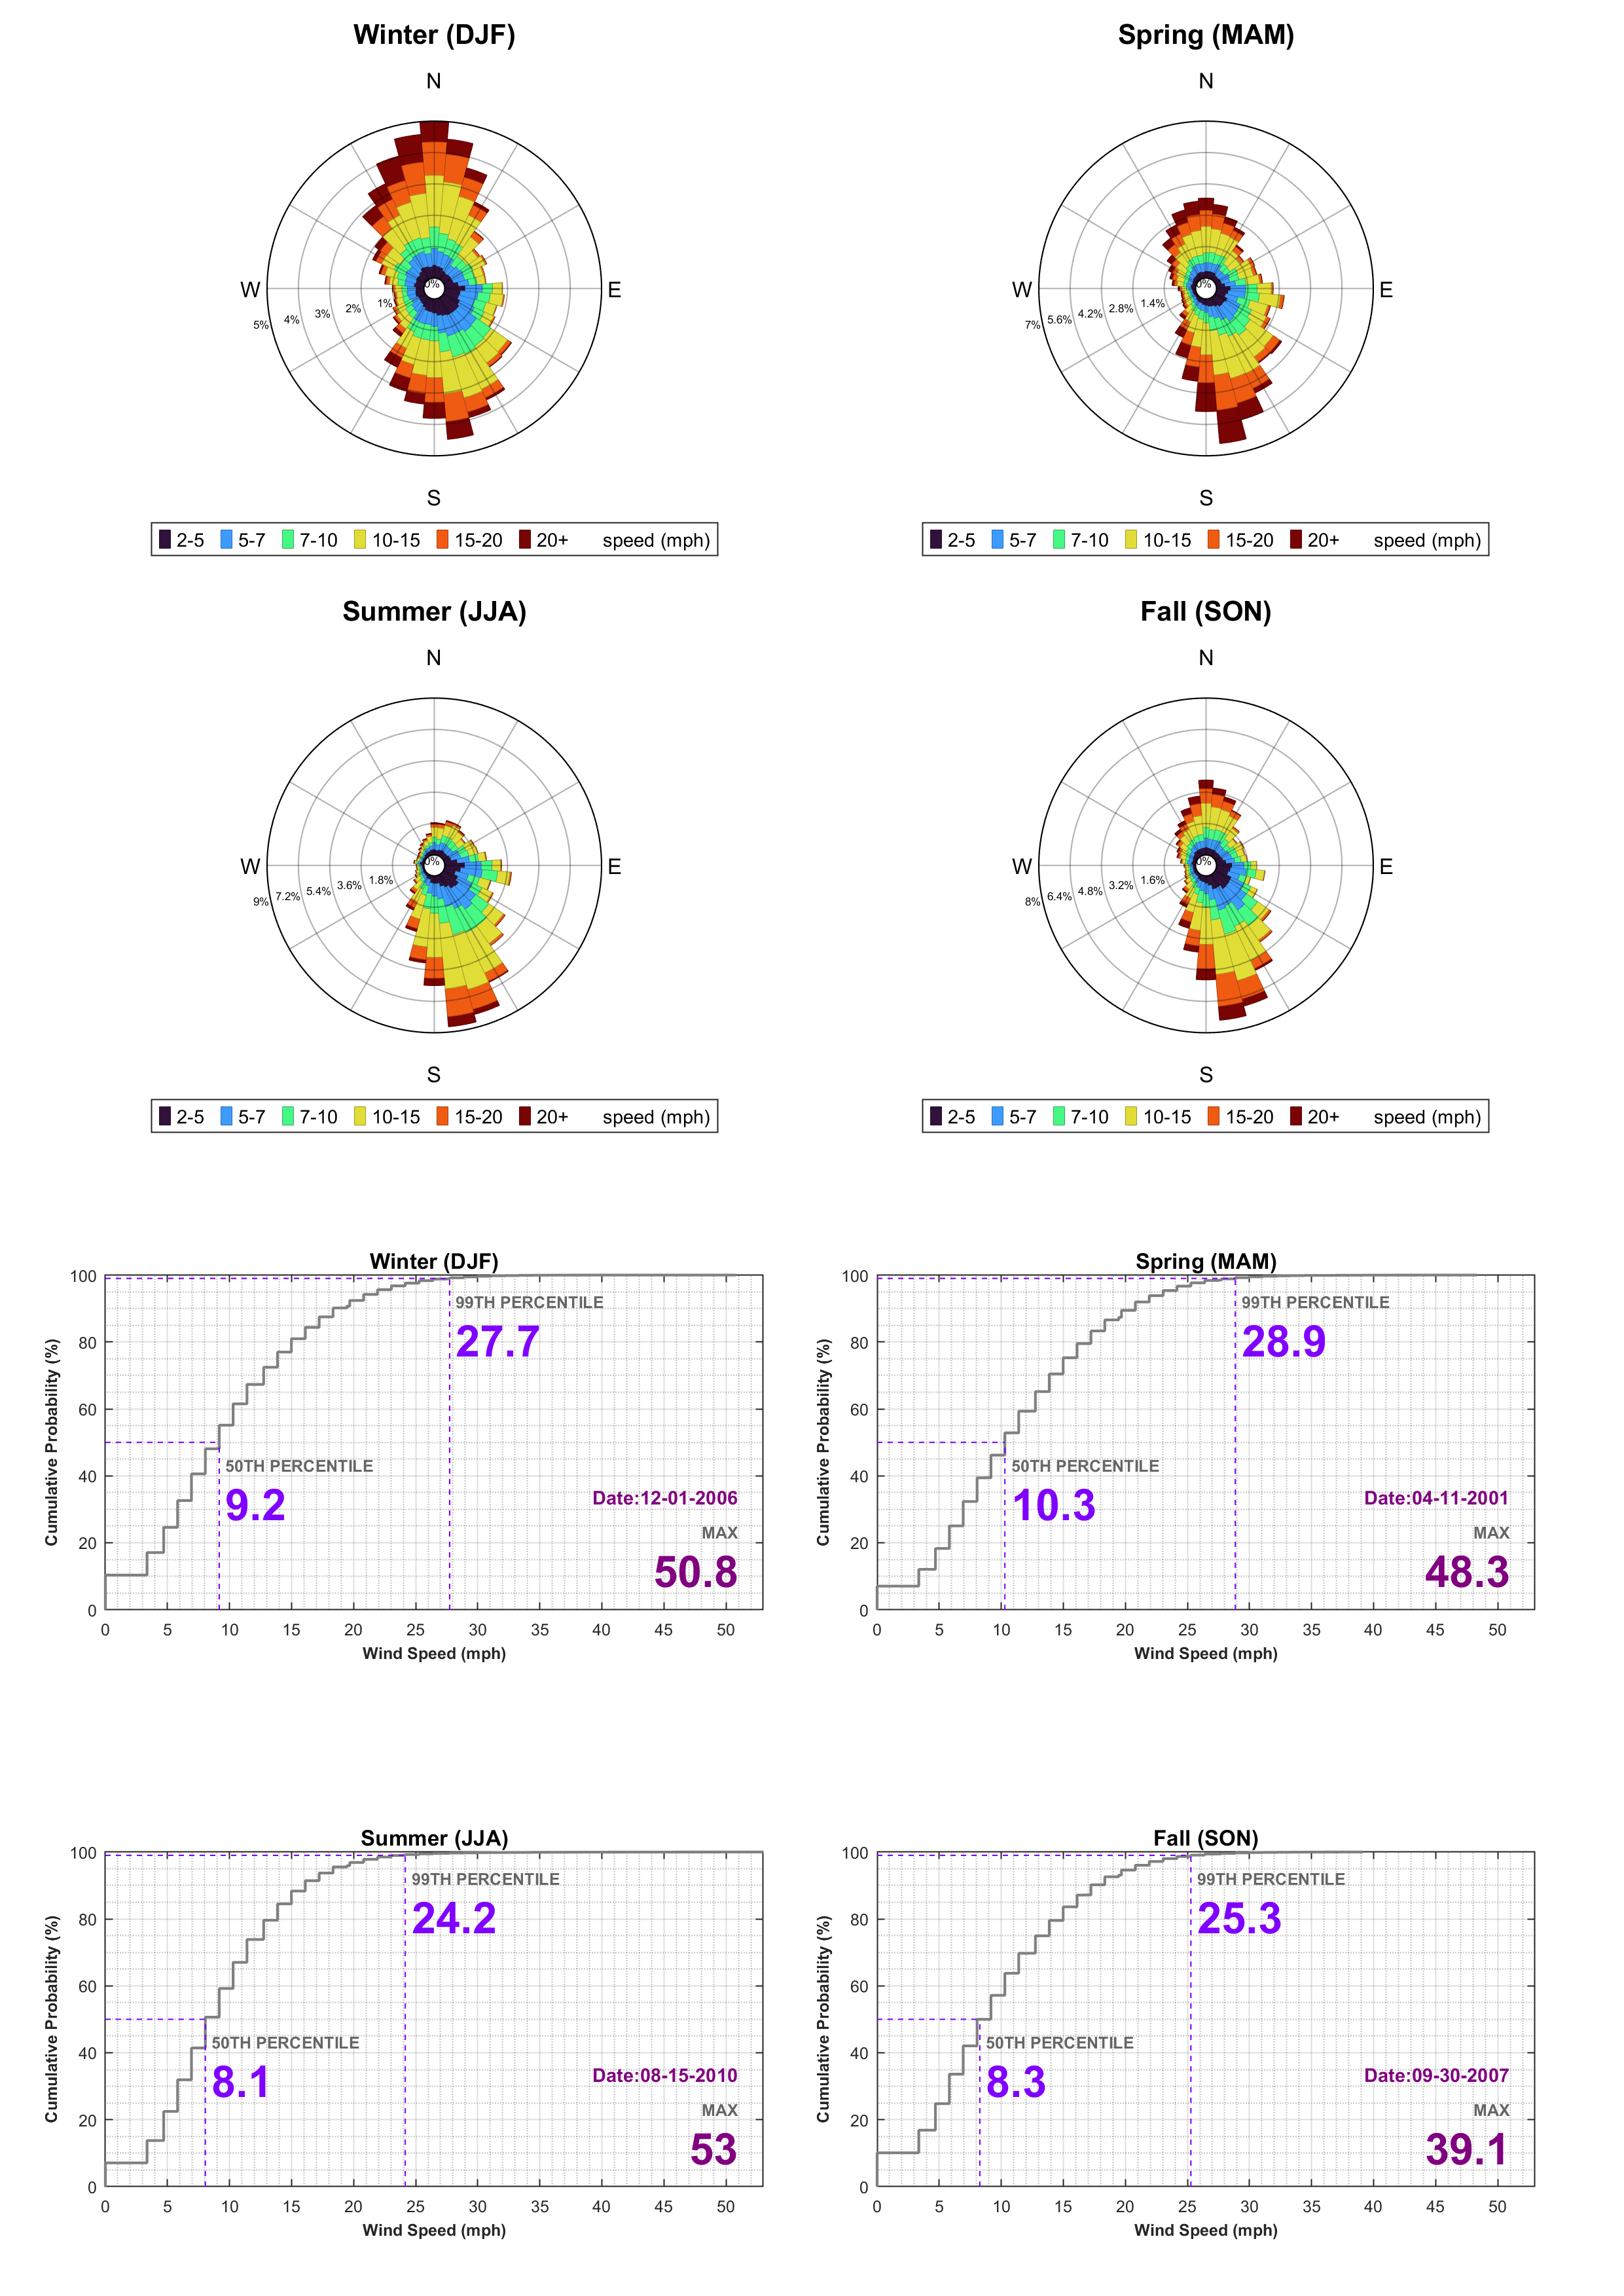 Winter (DJF)
N
W
E
0%
1%
2%
3%
4%
5%
S
2-5 5-7 7-10 10-15 15-20 20+ speed (mph)
Spring (MAM)
N
W
E
0%
1.4%
2.8%
4.2%
5.6%
7%
S
2-5 5-7 7-10 10-15 15-20 20+ speed (mph)
Summer (JJA)
N
W
E
0%
1.8%
3.6%
5.4%
7.2%
9%
S
2-5 5-7 7-10 10-15 15-20 20+ speed (mph)
Fall (SON)
N
W
E
0%
1.6%
3.2%
4.8%
6.4%
8%
S
2-5 5-7 7-10 10-15 15-20 20+ speed (mph)
Winter (DJF)
Cumulative Probability (%)
100
80
60
40
20
0
99TH PERCENTILE
27.7
50TH PERCENTILE
9.2
Date:12-01-2006
MAX
50.8
0 5 10 15 20 25 30 35 40 45 50
Wind Speed (mph)
Spring (MAM)
Cumulative Probability (%)
100
80
60
40
20
0
99TH PERCENTILE
28.9
50TH PERCENTILE
10.3
Date:04-11-2001
MAX
48.3
0 5 10 15 20 25 30 35 40 45 50
Wind Speed (mph)
Summer (JJA)
Cumulative Probability (%)
100
80
60
40
20
0
99TH PERCENTILE
24.2
50TH PERCENTILE
8.1
Date:08-15-2010
MAX
53
0 5 10 15 20 25 30 35 40 45 50
Wind Speed (mph)
Fall (SON)
Cumulative Probability (%)
100
80
60
40
20
0
99TH PERCENTILE
25.3
50TH PERCENTILE
8.3
Date:09-30-2007
MAX
39.1
0 5 10 15 20 25 30 35 40 45 50
Wind Speed (mph)